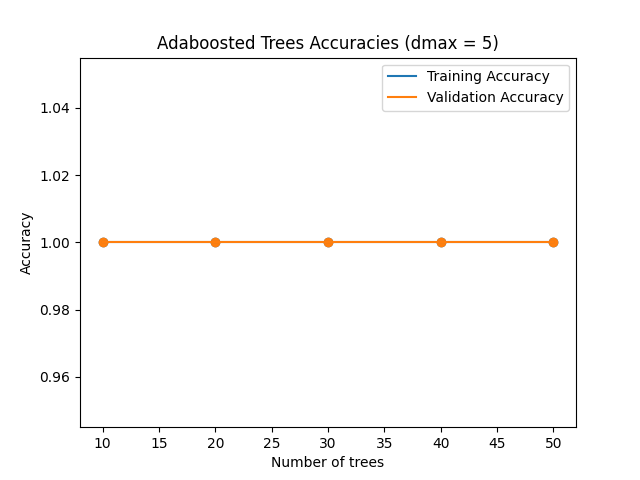 Adaboosted Trees Accuracies (dmax = 5)
Training Accuracy
Validation Accuracy
1.04
1.02
1.00
0.98
0.96
Accuracy
10 15 20 25 30 35 40 45 50
Number of trees